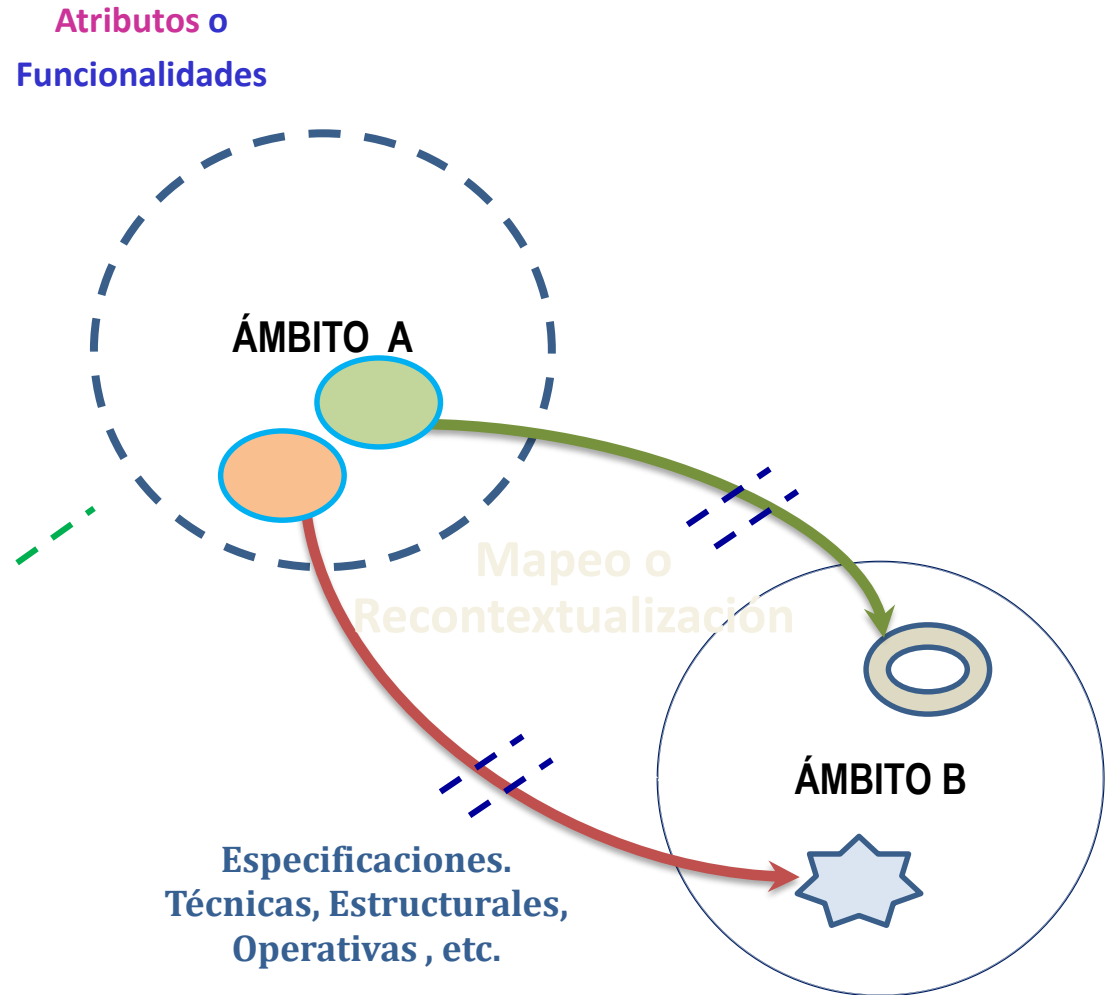 Atributos o
Funcionalidades
ÁMBITO A
Mapeo o
Recontextualización
ÁMBITO B
Especificaciones.
Técnicas, Estructurales,
Operativas , etc.